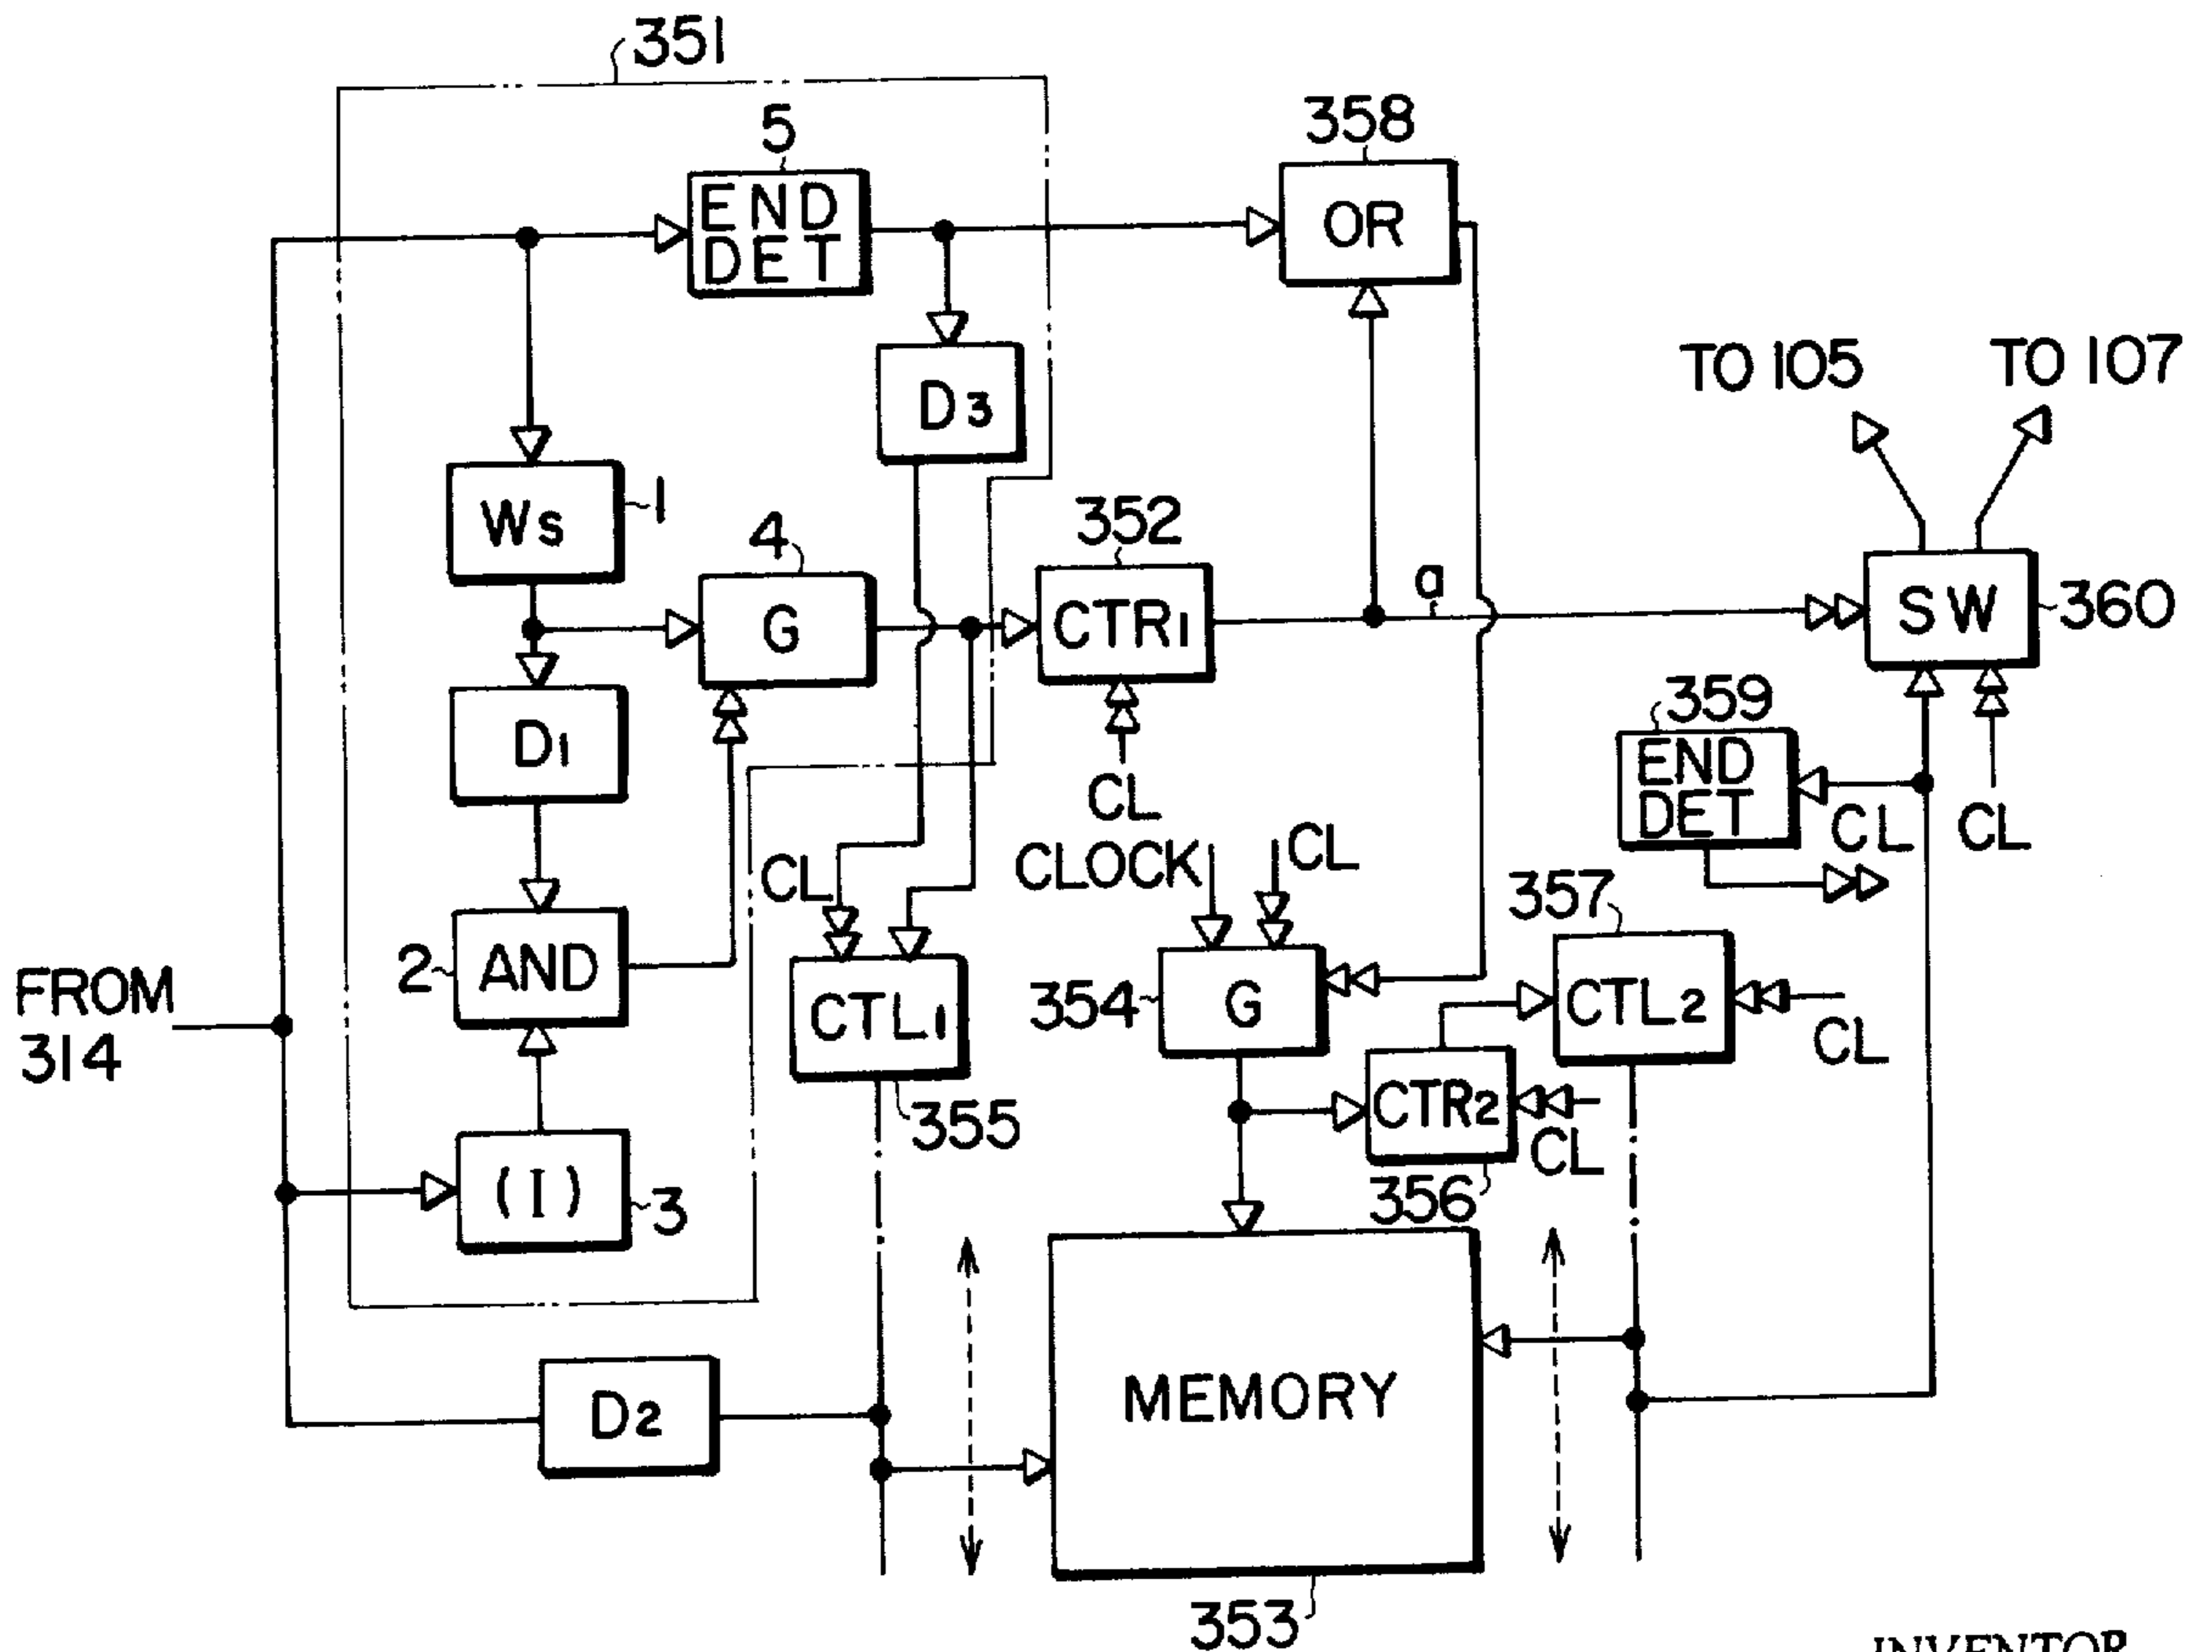 351
5
358
END
DET
OR
TO 105
TO 107
D3
Ws
1
4
352
G
CTR1
a
SW
360
D1
CL
359
END
DET
CL
CL
CL
CLOCK
CL
357
2
AND
CTL1
354
G
CTL2
CL
FROM
314
355
CTR2
CL
356
(I)
3
D2
MEMORY
353
INVENTOR